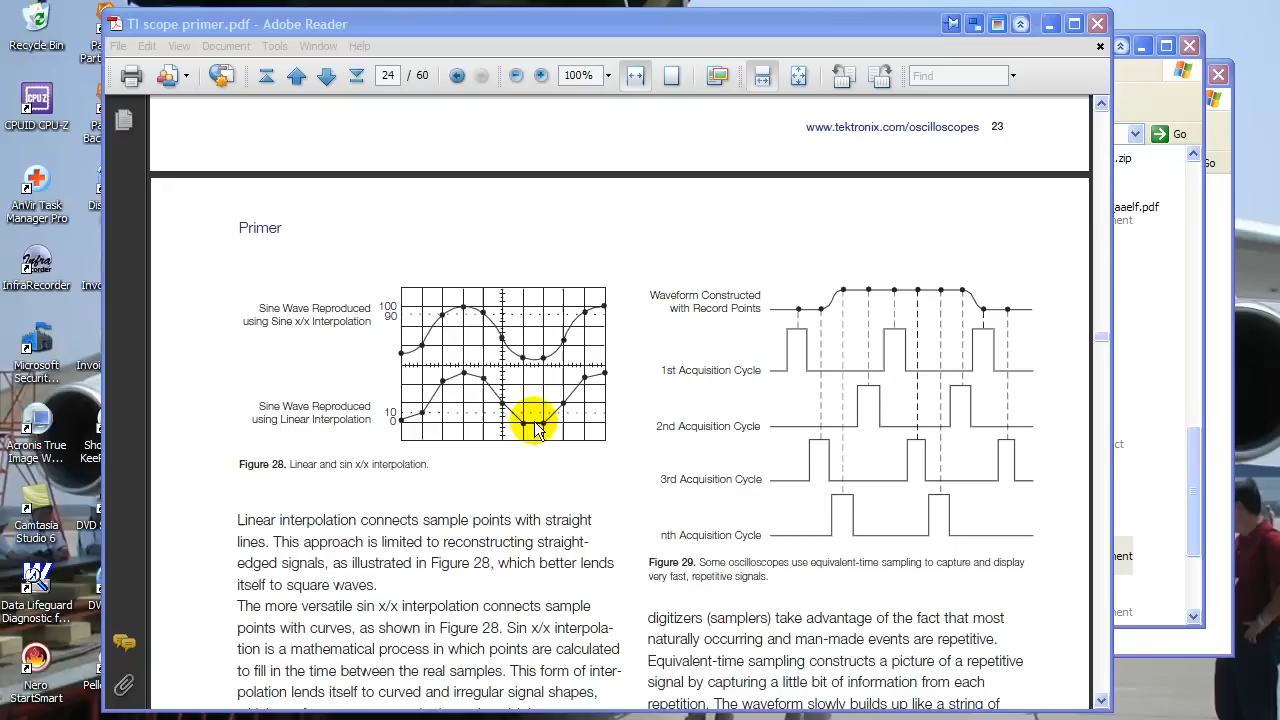 Recycle Bin
CPUID CPU-Z
AnVir Task
Manager Pro
InfraRecorder
Microsoft
Securit...
Acronis True
Image W...
Camtasia
Studio 6
Data Lifeguard
Diagnostic f...
Nero
StartSmart
TI scope primer.pdf - Adobe Reader
File Edit View Document Tools Window Help
24 / 60 100% Find
www.tektronix.com/oscilloscopes 23
Primer
Sine Wave Reproduced
using Sine x/x Interpolation
100
90
Sine Wave Reproduced
using Linear Interpolation
10
0
Figure 28. Linear and sin x/x interpolation.
Linear interpolation connects sample points with straight
lines. This approach is limited to reconstructing straight-
edged signals, as illustrated in Figure 28, which better lends
itself to square waves.
The more versatile sin x/x interpolation connects sample
points with curves, as shown in Figure 28. Sin x/x interpola-
tion is a mathematical process in which points are calculated
to fill in the time between the real samples. This form of inter-
polation lends itself to curved and irregular signal shapes,
Waveform Constructed
with Record Points
1st Acquisition Cycle
2nd Acquisition Cycle
3rd Acquisition Cycle
nth Acquisition Cycle
Figure 29. Some oscilloscopes use equivalent-time sampling to capture and display
very fast, repetitive signals.
digitizers (samplers) take advantage of the fact that most
naturally occurring and man-made events are repetitive.
Equivalent-time sampling constructs a picture of a repetitive
signal by capturing a little bit of information from each
repetition. The waveform slowly builds up like a string of
Go
.zip
aaelf.pdf